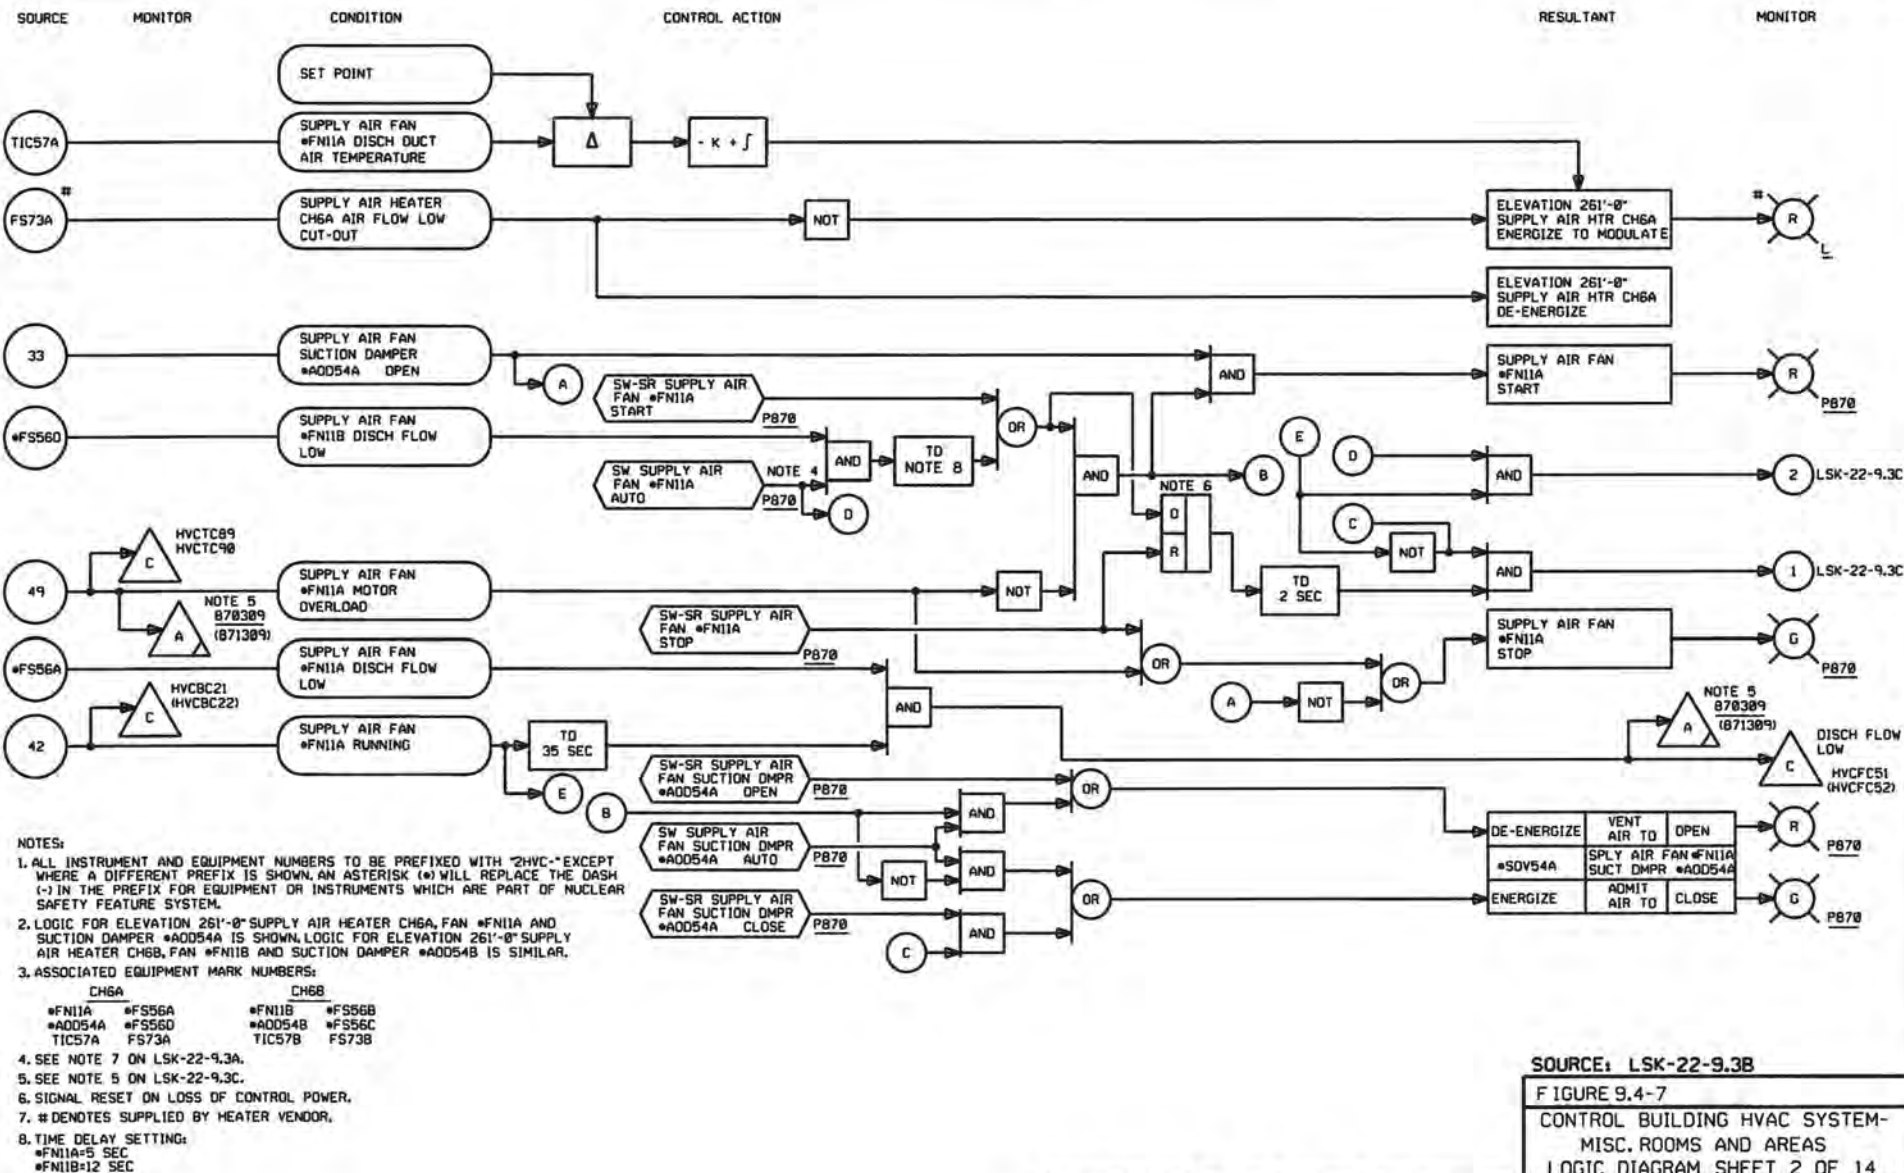 SOURCE MONITOR CONDITION CONTROL ACTION RESULTANT MONITOR
SET POINT
TIC57A
SUPPLY AIR FAN
*FN11A DISCH DUCT
AIR TEMPERATURE
Δ
- K + ∫
#
FS73A
SUPPLY AIR HEATER
CH6A AIR FLOW LOW
CUT-OUT
NOT
ELEVATION 261'-0"
SUPPLY AIR HTR CH6A
ENERGIZE TO MODULATE
#
R
L
ELEVATION 261'-0"
SUPPLY AIR HTR CH6A
DE-ENERGIZE
33
SUPPLY AIR FAN
SUCTION DAMPER
*AOD54A OPEN
A
SW-SR SUPPLY AIR
FAN *FN11A
START
P870
AND
SUPPLY AIR FAN
*FN11A
START
R
P870
*FS56D
SUPPLY AIR FAN
*FN11B DISCH FLOW
LOW
SW SUPPLY AIR
FAN *FN11A
AUTO
NOTE 4
P870
D
AND
TD
NOTE 8
OR
AND
B
NOTE 6
O
R
E
D
AND
2
LSK-22-9.3C
C
NOT
AND
1
LSK-22-9.3C
TD
2 SEC
HVCTC89
HVCTC90
C
49
SUPPLY AIR FAN
*FN11A MOTOR
OVERLOAD
NOT
A
NOTE 5
870309
(871309)
SW-SR SUPPLY AIR
FAN *FN11A
STOP
P870
OR
OR
SUPPLY AIR FAN
*FN11A
STOP
G
P870
*FS56A
SUPPLY AIR FAN
*FN11A DISCH FLOW
LOW
A
NOT
AND
HVCBC21
(HVCBC22)
C
42
SUPPLY AIR FAN
*FN11A RUNNING
TD
35 SEC
E
A
NOTE 5
870309
(871309)
DISCH FLOW
LOW
C
HVCFC51
(HVCFC52)
SW-SR SUPPLY AIR
FAN SUCTION DMPR
*AOD54A OPEN
P870
OR
B
AND
SW SUPPLY AIR
FAN SUCTION DMPR
*AOD54A AUTO
P870
NOT
AND
SW-SR SUPPLY AIR
FAN SUCTION DMPR
*AOD54A CLOSE
P870
C
AND
OR
DE-ENERGIZE VENT AIR TO OPEN
R
P870
*SOV54A SPLY AIR FAN *FN11A
SUCT DMPR *AOD54A
ENERGIZE ADMIT AIR TO CLOSE
G
P870
NOTES:
1. ALL INSTRUMENT AND EQUIPMENT NUMBERS TO BE PREFIXED WITH "2HVC-" EXCEPT
WHERE A DIFFERENT PREFIX IS SHOWN. AN ASTERISK (*) WILL REPLACE THE DASH
(-) IN THE PREFIX FOR EQUIPMENT OR INSTRUMENTS WHICH ARE PART OF NUCLEAR
SAFETY FEATURE SYSTEM.
2. LOGIC FOR ELEVATION 261'-0" SUPPLY AIR HEATER CH6A, FAN *FN11A AND
SUCTION DAMPER *AOD54A IS SHOWN. LOGIC FOR ELEVATION 261'-0" SUPPLY
AIR HEATER CH6B, FAN *FN11B AND SUCTION DAMPER *AOD54B IS SIMILAR.
3. ASSOCIATED EQUIPMENT MARK NUMBERS:
CH6A CH6B
*FN11A *FS56A *FN11B *FS56B
*AOD54A *FS56D *AOD54B *FS56C
TIC57A FS73A TIC57B FS73B
4. SEE NOTE 7 ON LSK-22-9.3A.
5. SEE NOTE 5 ON LSK-22-9.3C.
6. SIGNAL RESET ON LOSS OF CONTROL POWER.
7. # DENOTES SUPPLIED BY HEATER VENDOR.
8. TIME DELAY SETTING:
*FN11A=5 SEC
*FN11B=12 SEC
SOURCE: LSK-22-9.3B
FIGURE 9.4-7
CONTROL BUILDING HVAC SYSTEM-
MISC. ROOMS AND AREAS
LOGIC DIAGRAM SHEET 2 OF 14